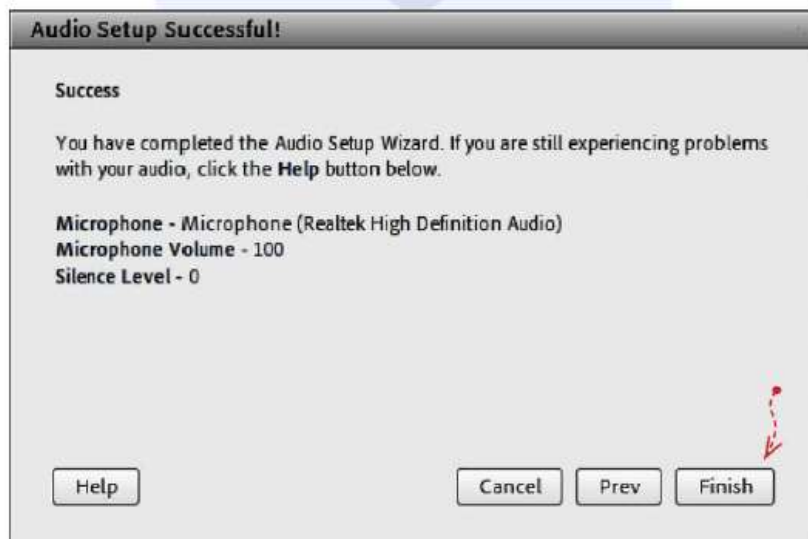 Audio Setup Successful!
Success
You have completed the Audio Setup Wizard. If you are still experiencing problems
with your audio, click the Help button below.
Microphone - Microphone (Realtek High Definition Audio)
Microphone Volume - 100
Silence Level - 0
Help
Cancel
Prev
Finish